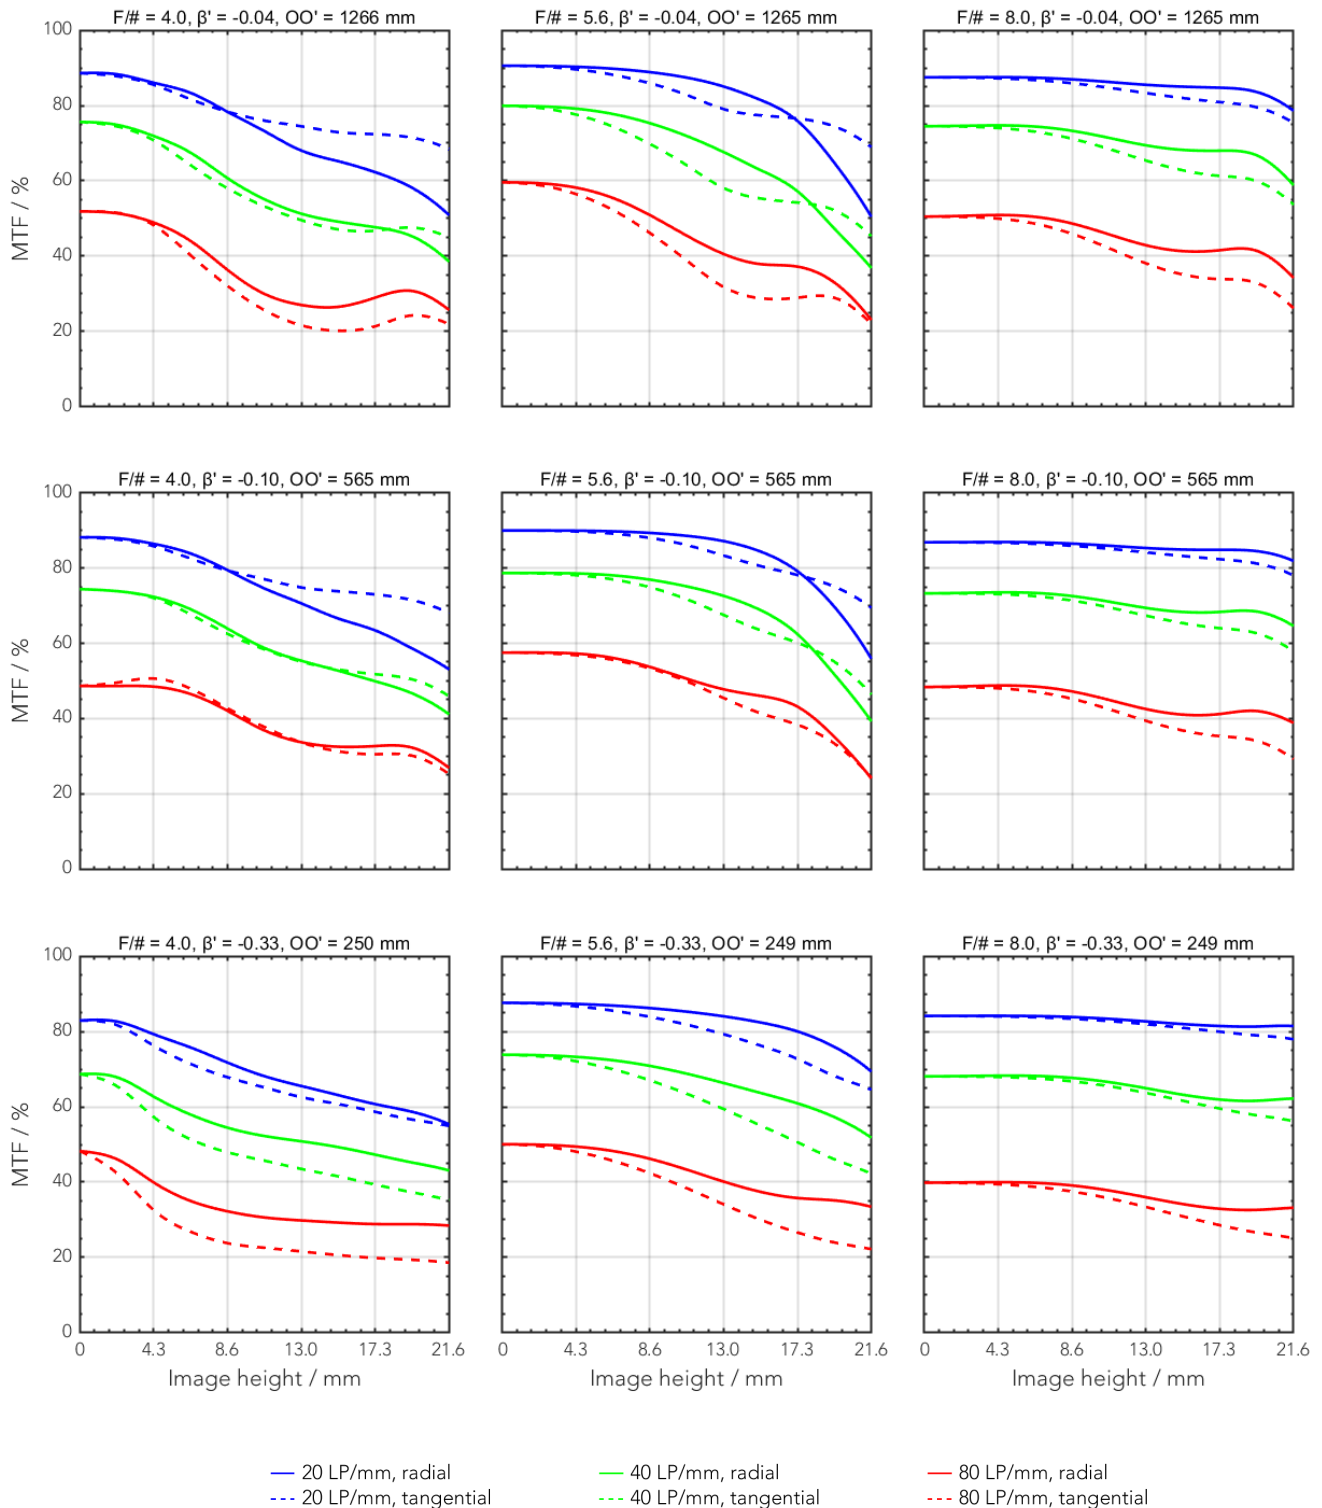 F/# = 4.0, β' = -0.04, OO' = 1266 mm
F/# = 5.6, β' = -0.04, OO' = 1265 mm
F/# = 8.0, β' = -0.04, OO' = 1265 mm
100
80
60
40
20
0
MTF / %
F/# = 4.0, β' = -0.10, OO' = 565 mm
F/# = 5.6, β' = -0.10, OO' = 565 mm
F/# = 8.0, β' = -0.10, OO' = 565 mm
100
80
60
40
20
0
MTF / %
F/# = 4.0, β' = -0.33, OO' = 250 mm
F/# = 5.6, β' = -0.33, OO' = 249 mm
F/# = 8.0, β' = -0.33, OO' = 249 mm
100
80
60
40
20
0
MTF / %
0 4.3 8.6 13.0 17.3 21.6
0 4.3 8.6 13.0 17.3 21.6
0 4.3 8.6 13.0 17.3 21.6
Image height / mm
Image height / mm
Image height / mm
20 LP/mm, radial
20 LP/mm, tangential
40 LP/mm, radial
40 LP/mm, tangential
80 LP/mm, radial
80 LP/mm, tangential